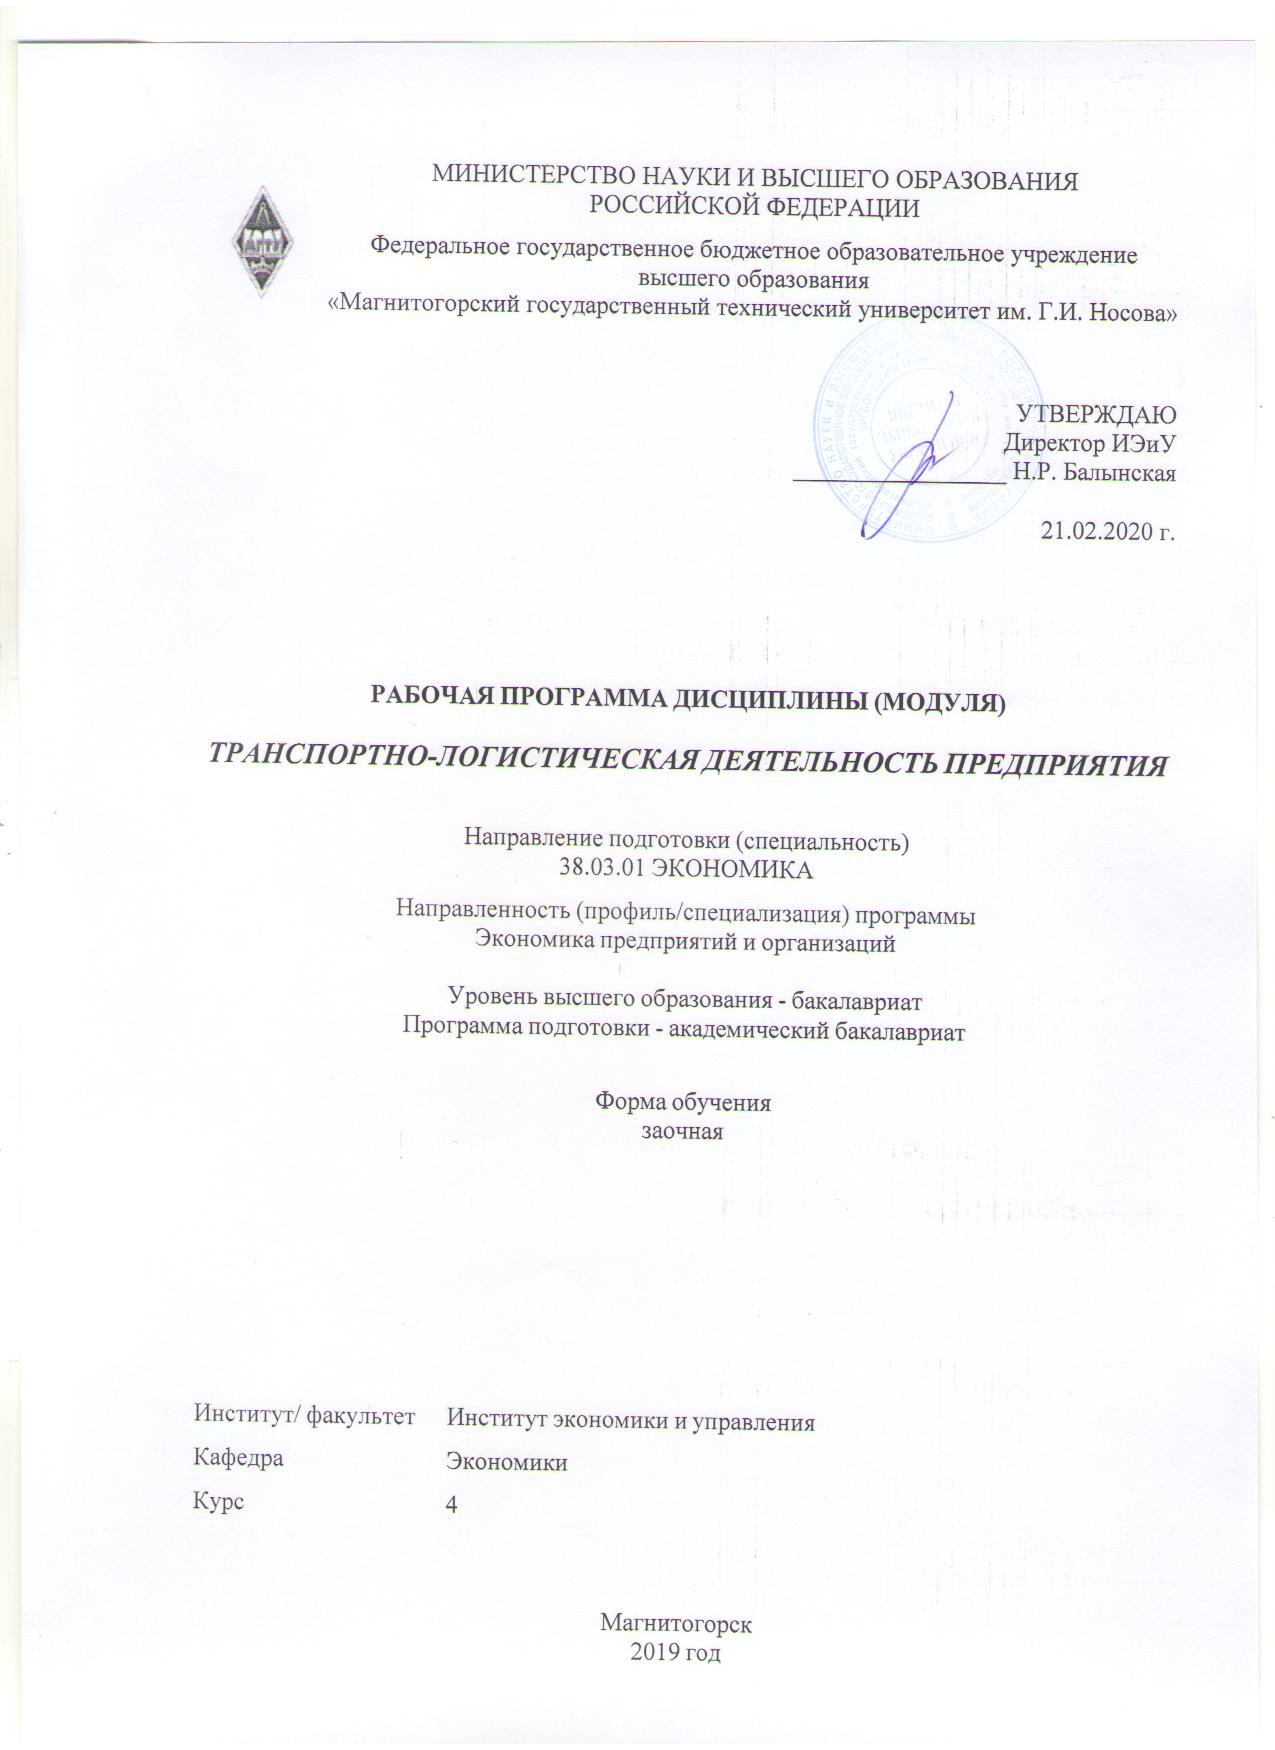 МИНИСТЕРСТВО НАУКИ И ВЫСШЕГО ОБРАЗОВАНИЯ
РОССИЙСКОЙ ФЕДЕРАЦИИ
Федеральное государственное бюджетное образовательное учреждение
высшего образования
«Магнитогорский государственный технический университет им. Г.И. Носова»
УТВЕРЖДАЮ
Директор ИЭиУ
Н.Р. Балынская
21.02.2020 г.
РАБОЧАЯ ПРОГРАММА ДИСЦИПЛИНЫ (МОДУЛЯ)
ТРАНСПОРТНО-ЛОГИСТИЧЕСКАЯ ДЕЯТЕЛЬНОСТЬ ПРЕДПРИЯТИЯ
Направление подготовки (специальность)
38.03.01 ЭКОНОМИКА
Направленность (профиль/специализация) программы
Экономика предприятий и организаций
Уровень высшего образования - бакалавриат
Программа подготовки - академический бакалавриат
Форма обучения
заочная
Институт/ факультет Институт экономики и управления
Кафедра Экономики
Курс 4
Магнитогорск
2019 год